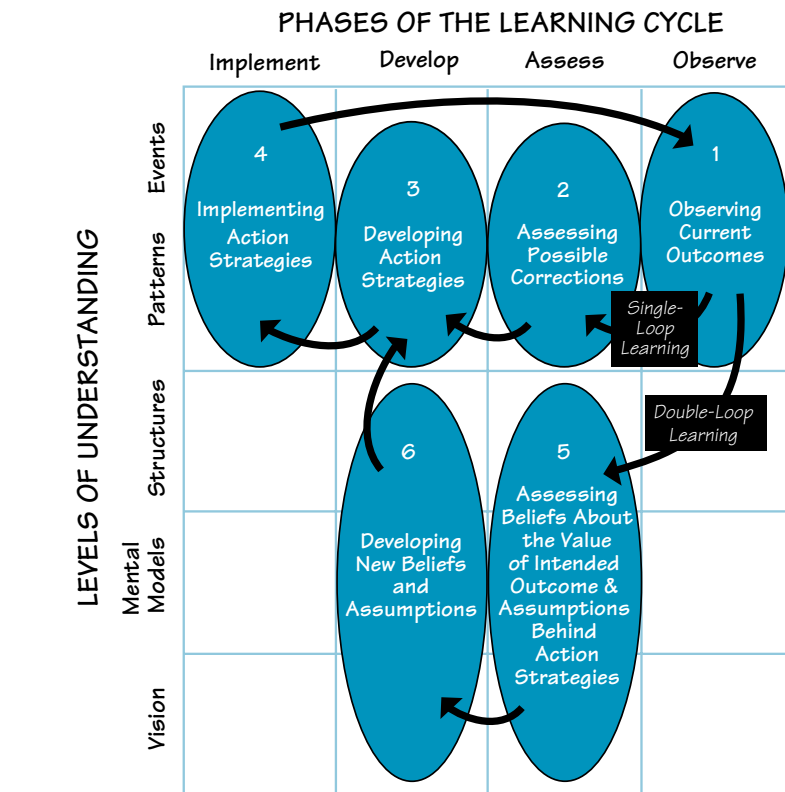 PHASES OF THE LEARNING CYCLE
Implement
Develop
Assess
Observe
LEVELS OF UNDERSTANDING
Events
Patterns
Structures
Mental
Models
Vision
4
Implementing
Action
Strategies
3
Developing
Action
Strategies
2
Assessing
Possible
Corrections
1
Observing
Current
Outcomes
Single-
Loop
Learning
Double-Loop
Learning
6
Developing
New Beliefs
and
Assumptions
5
Assessing
Beliefs About
the Value
of Intended
Outcome &
Assumptions
Behind
Action
Strategies